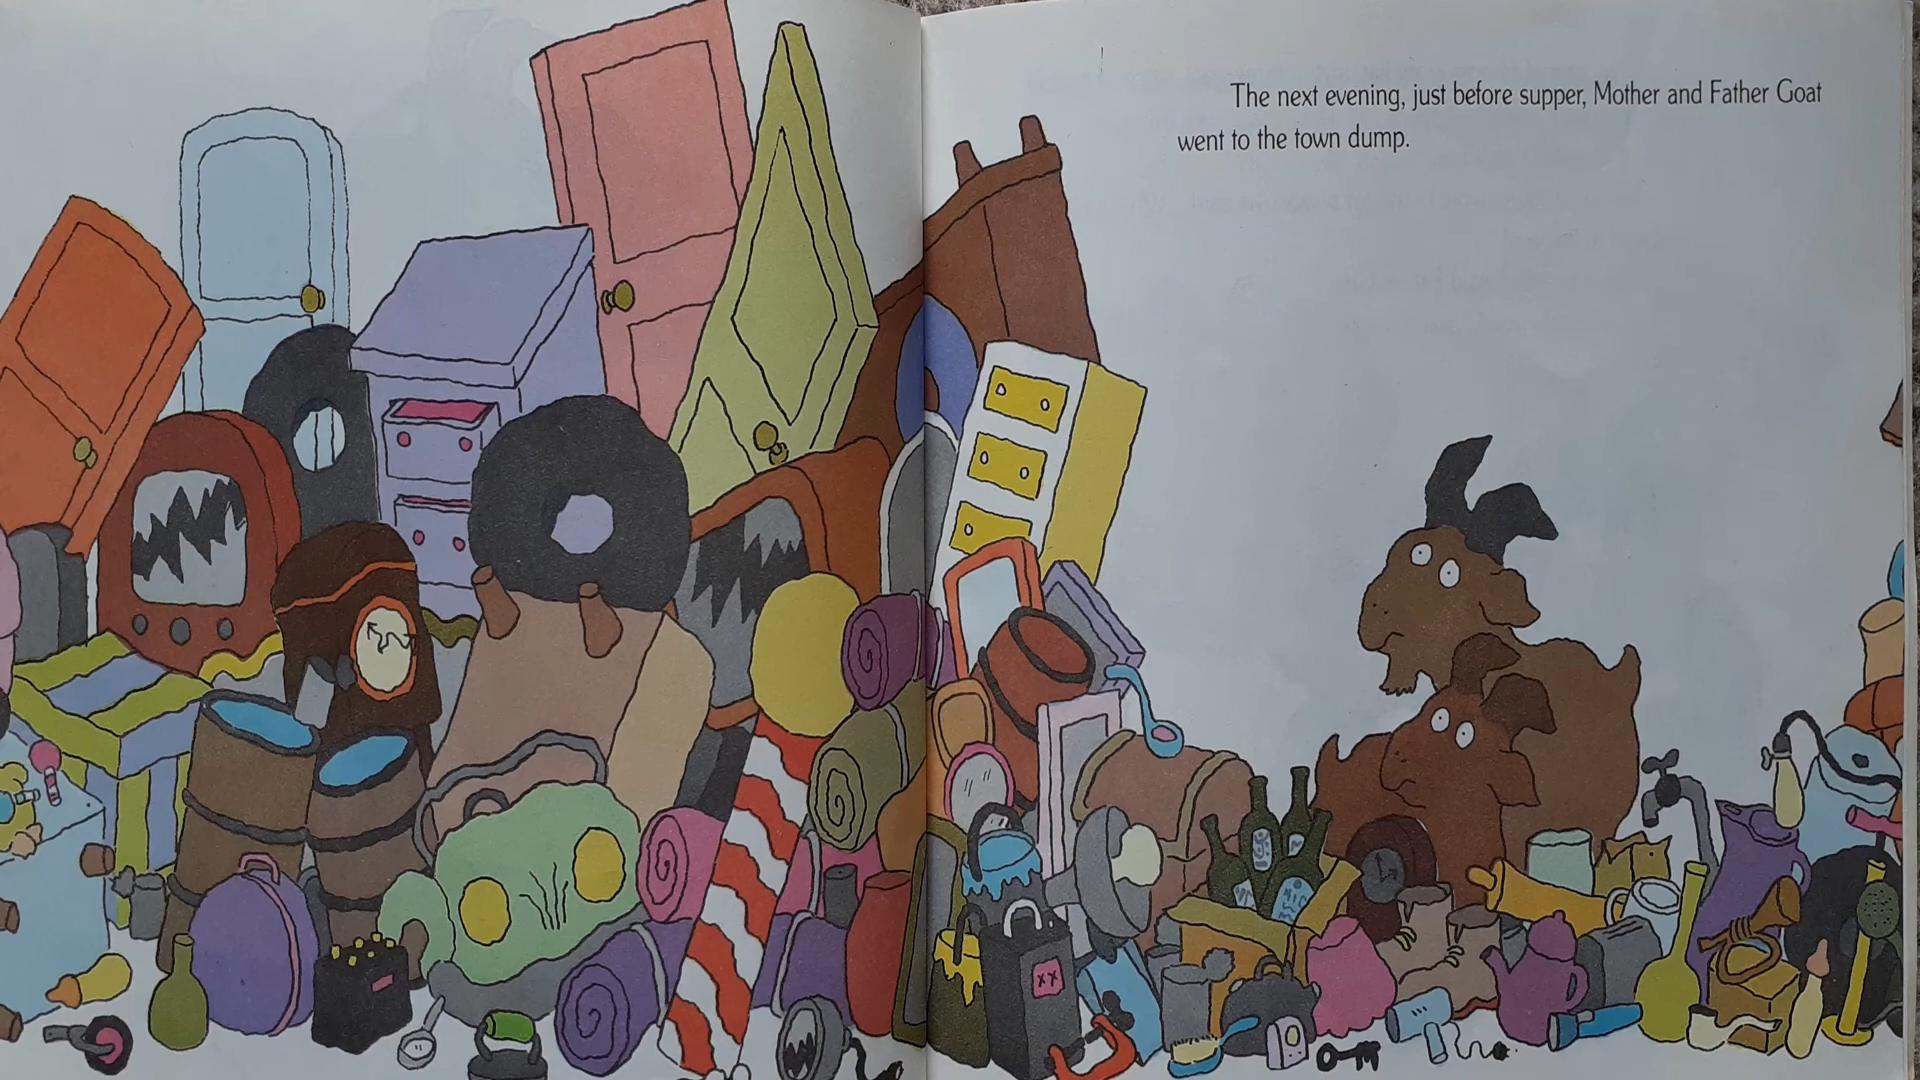 The next evening, just before supper, Mother and Father Goat
went to the town dump.